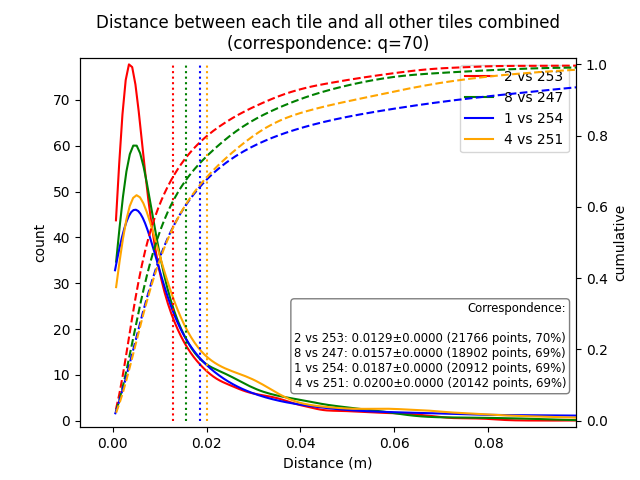 Distance between each tile and all other tiles combined
(correspondence: q=70)
count
70
60
50
40
30
20
10
0
2 vs 253
8 vs 247
1 vs 254
4 vs 251
1.0
0.8
0.6
0.4
0.2
0.0
cumulative
Correspondence:
2 vs 253: 0.0129±0.0000 (21766 points, 70%)
8 vs 247: 0.0157±0.0000 (18902 points, 69%)
1 vs 254: 0.0187±0.0000 (20912 points, 69%)
4 vs 251: 0.0200±0.0000 (20142 points, 69%)
0.00 0.02 0.04 0.06 0.08
Distance (m)